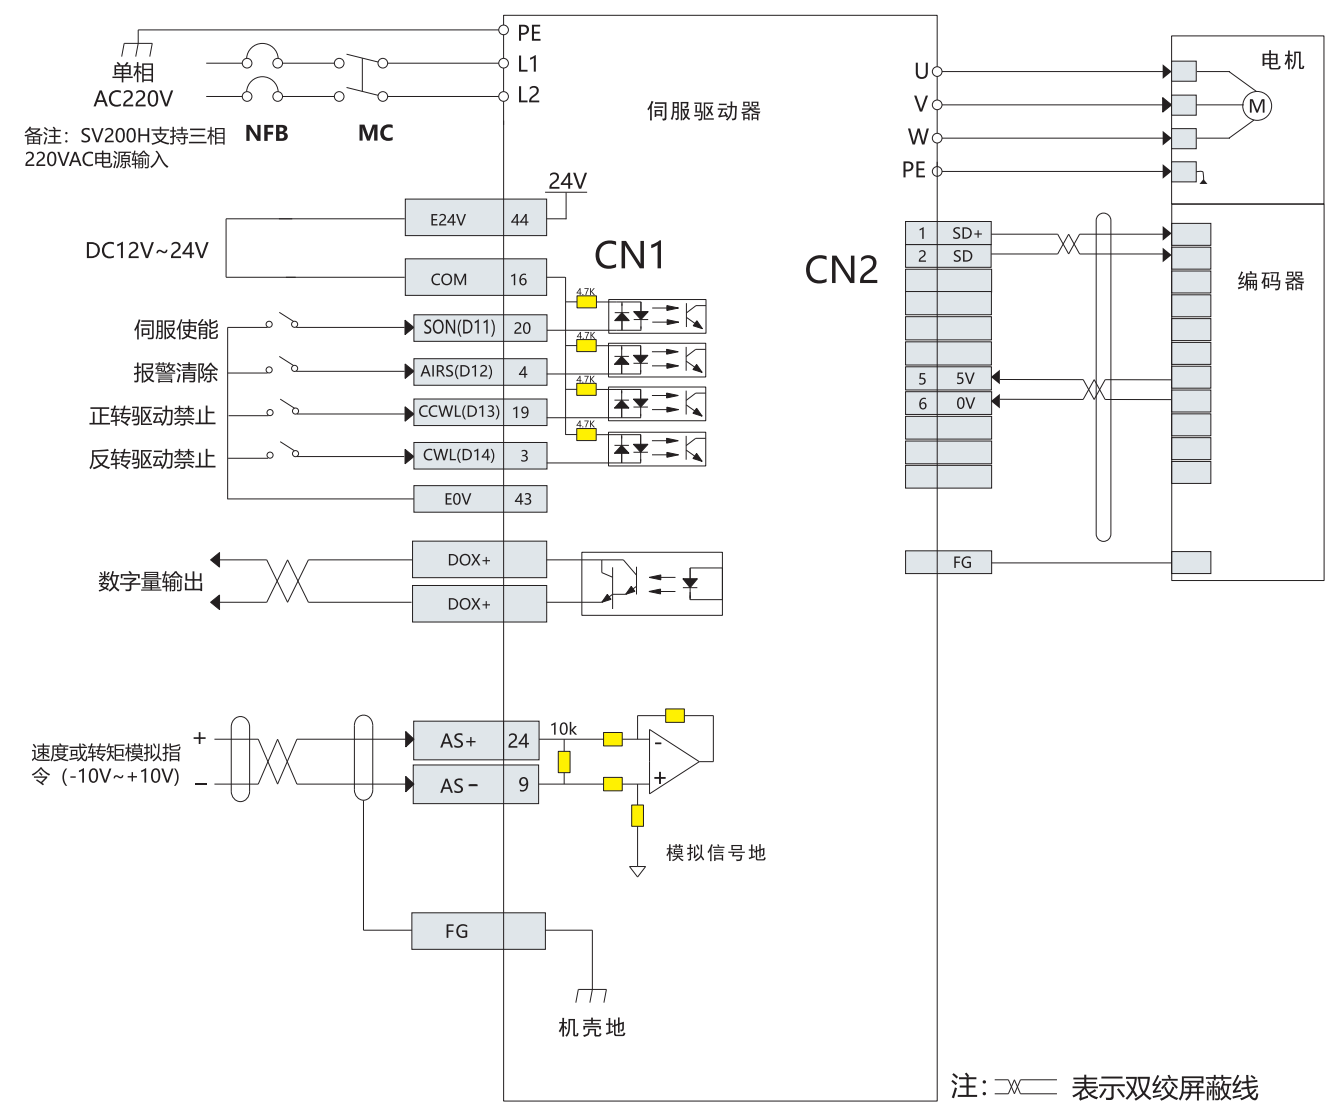 PE
L1
L2
单相
AC220V
NFB
MC
备注：SV200H支持三相
220VAC电源输入
伺服驱动器
U
V
W
PE
电机
M
24V
E24V 44
DC12V~24V
COM 16
CN1
CN2
1 SD+
2 SD
编码器
4.7K
伺服使能
SON(D11) 20
4.7K
报警清除
AIRS(D12) 4
5 5V
4.7K
正转驱动禁止
CCWL(D13) 19
6 0V
4.7K
反转驱动禁止
CWL(D14) 3
E0V 43
数字量输出
DOX+
DOX+
FG
速度或转矩模拟指
令（-10V~+10V）
+
−
AS+ 24
AS− 9
10k
-
+
模拟信号地
FG
机壳地
注:
表示双绞屏蔽线